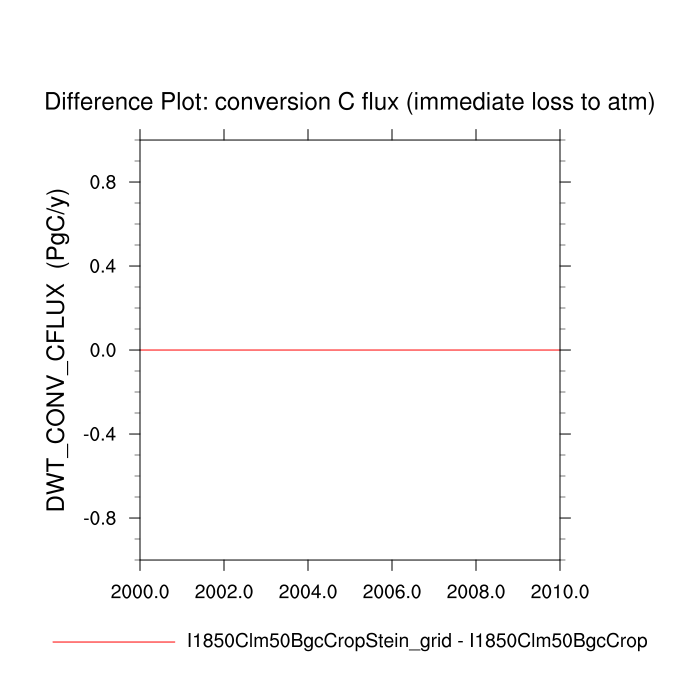 Difference Plot: conversion C flux (immediate loss to atm)
DWT_CONV_CFLUX (PgC/y)
0.8
0.4
0.0
-0.4
-0.8
2000.0 2002.0 2004.0 2006.0 2008.0 2010.0
I1850Clm50BgcCropStein_grid - I1850Clm50BgcCrop